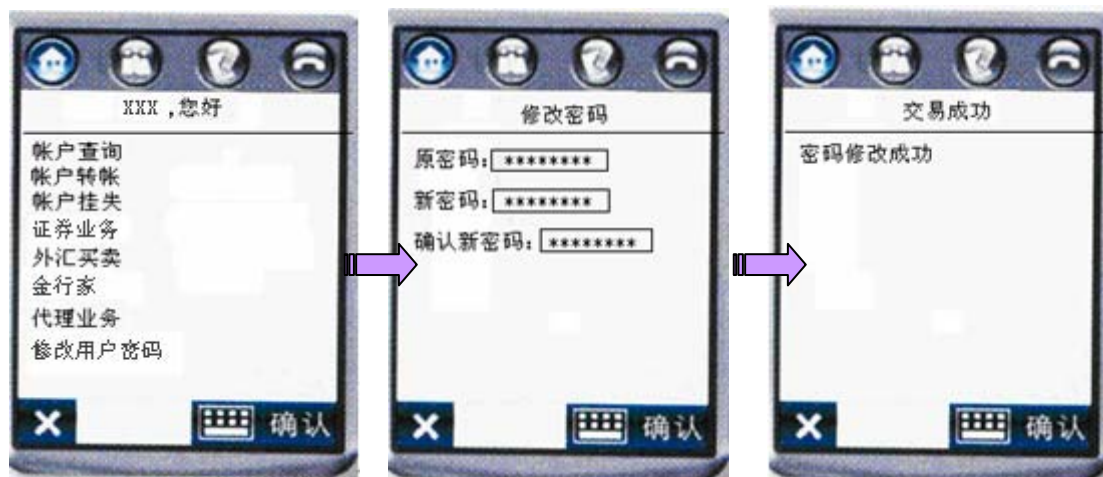 XXX ,您好
帐户查询
帐户转帐
帐户挂失
证券业务
外汇买卖
金行家
代理业务
修改用户密码
确认
修改密码
原密码: ********
新密码: ********
确认新密码: ********
确认
交易成功
密码修改成功
确认